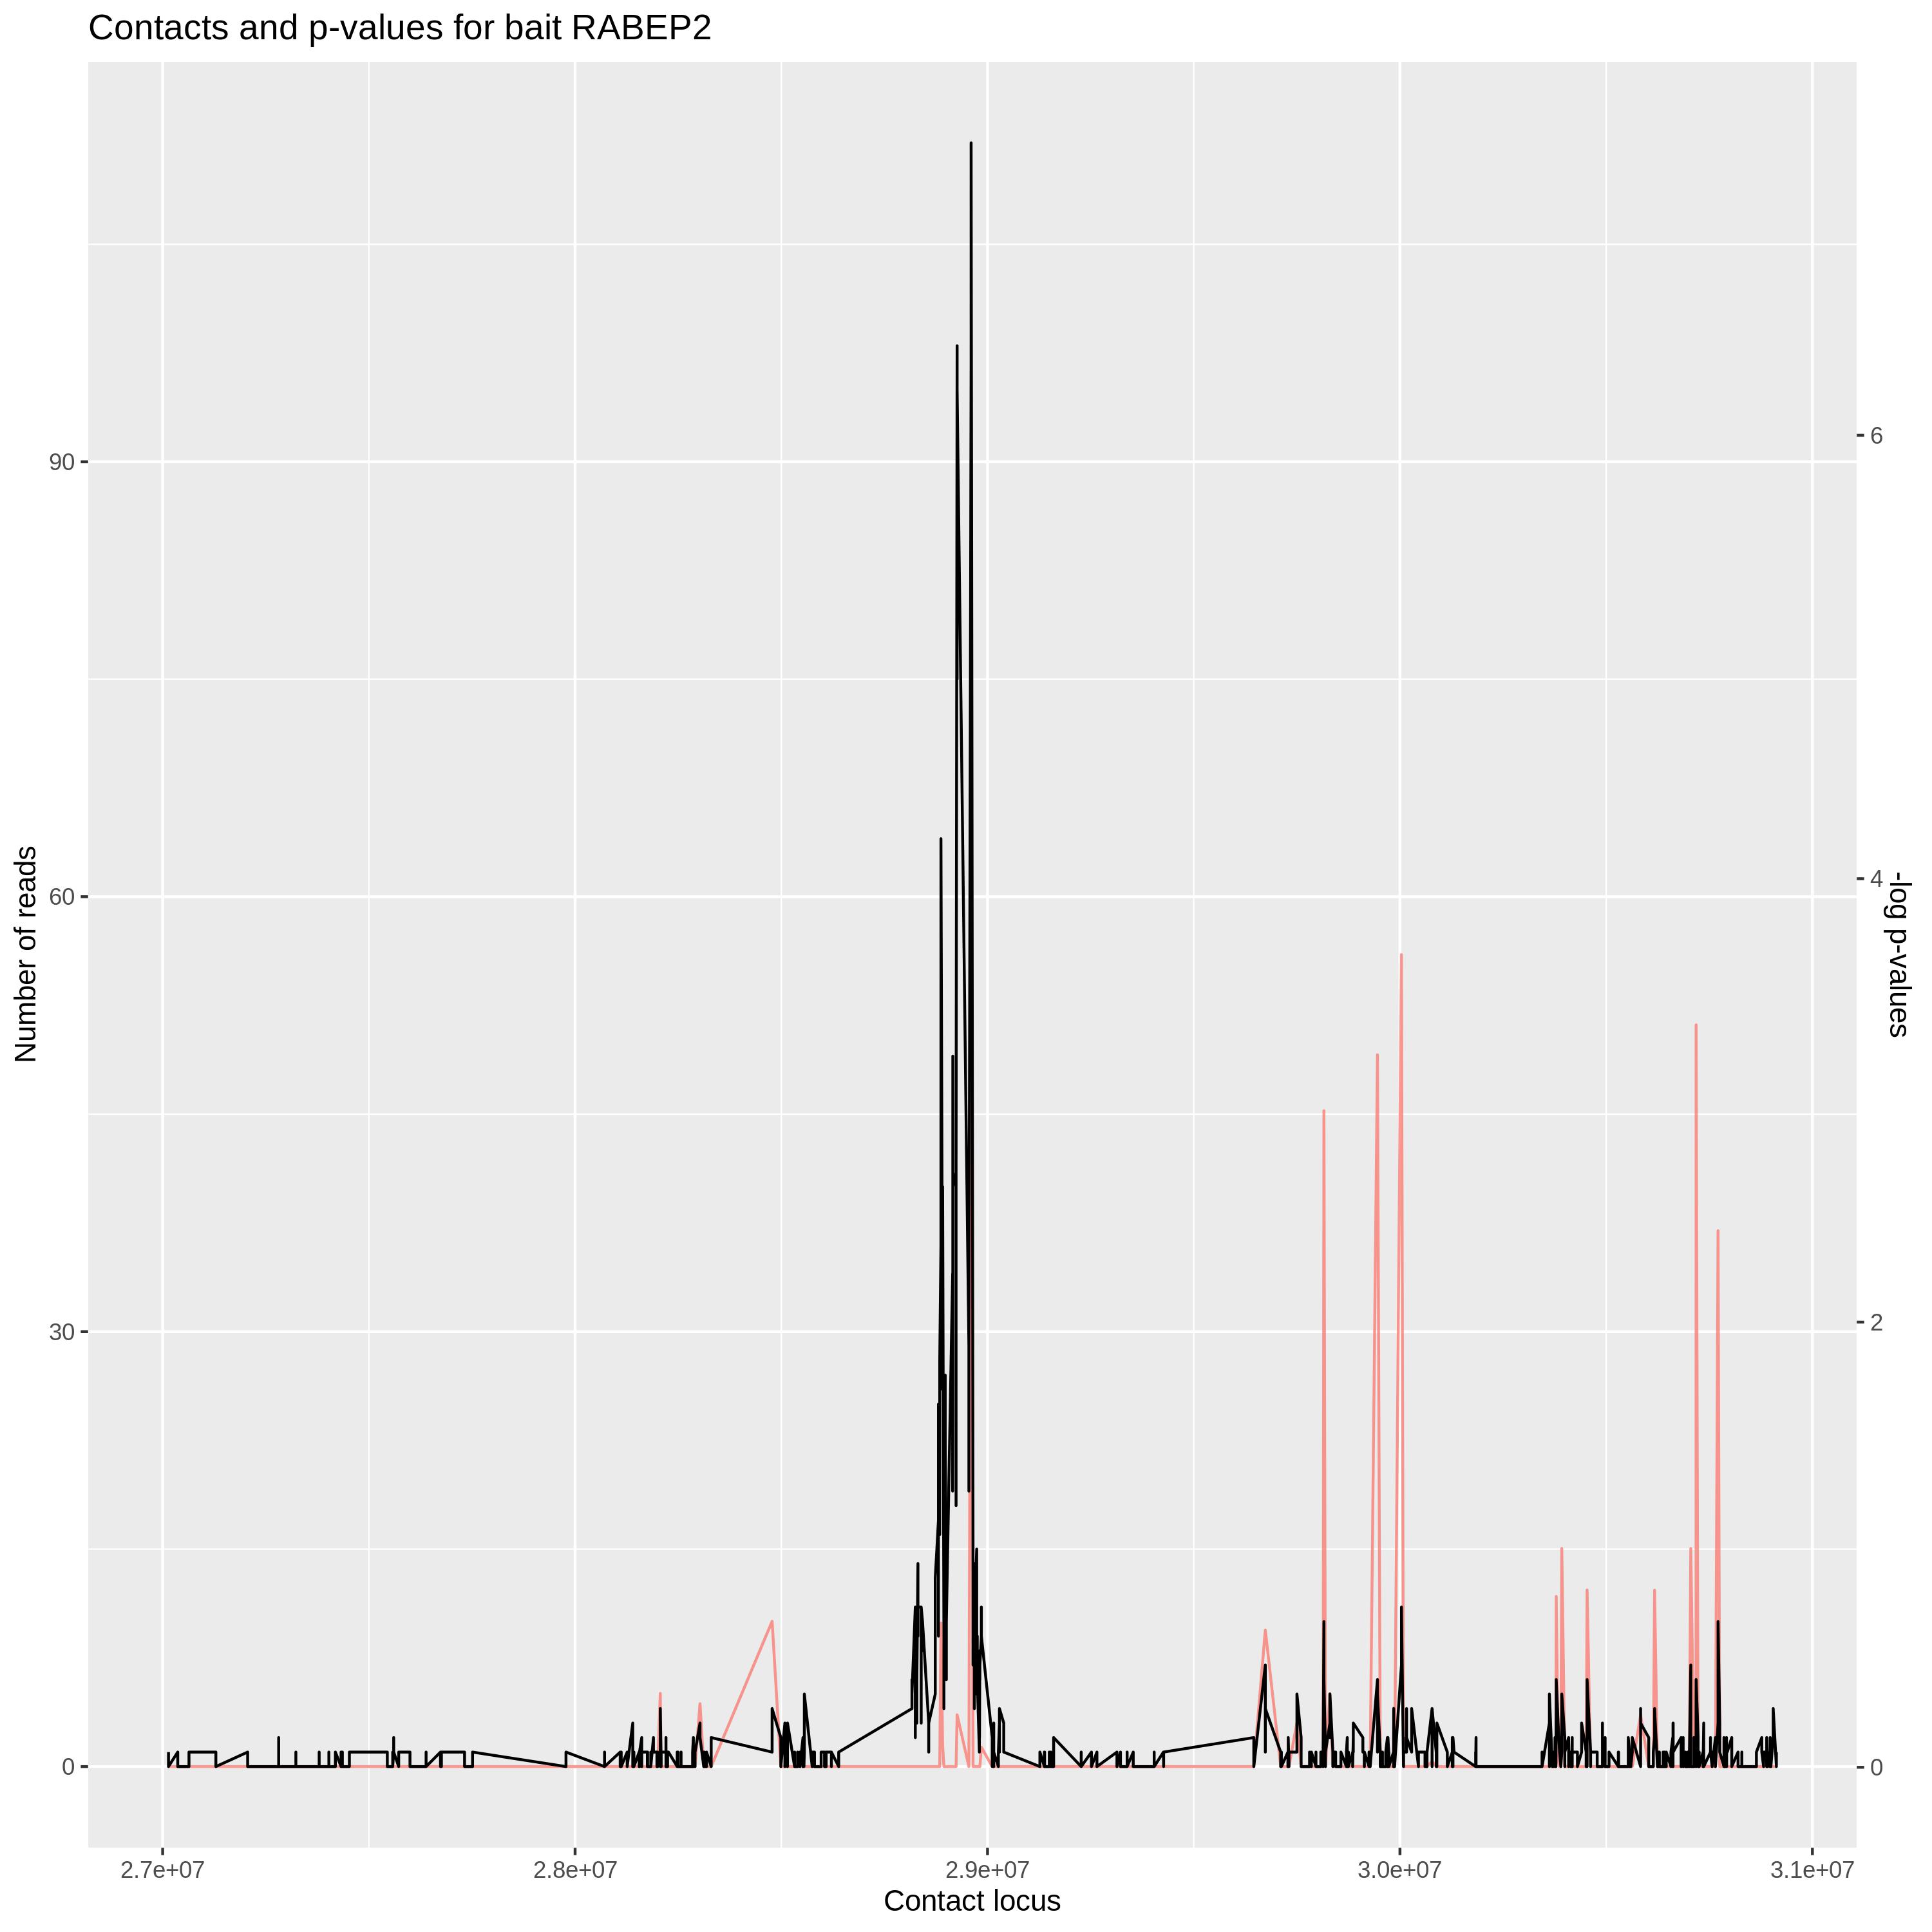 Contacts and p-values for bait RABEP2
Number of reads
90
60
30
0
6
4
2
0
-log p-values
2.7e+07
2.8e+07
2.9e+07
3.0e+07
3.1e+07
Contact locus